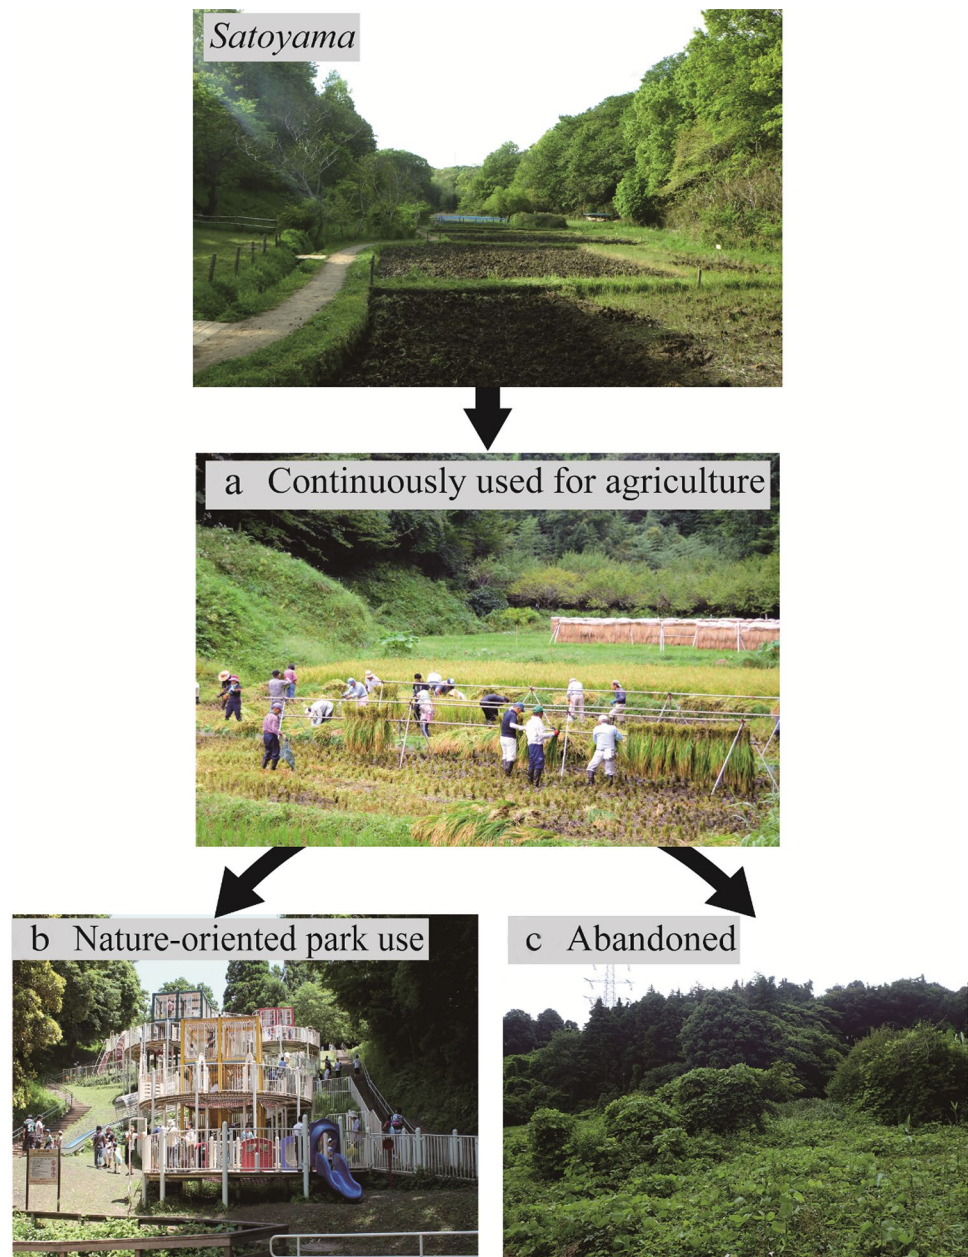 Satoyama
a Continuously used for agriculture
b Nature-oriented park use
c Abandoned